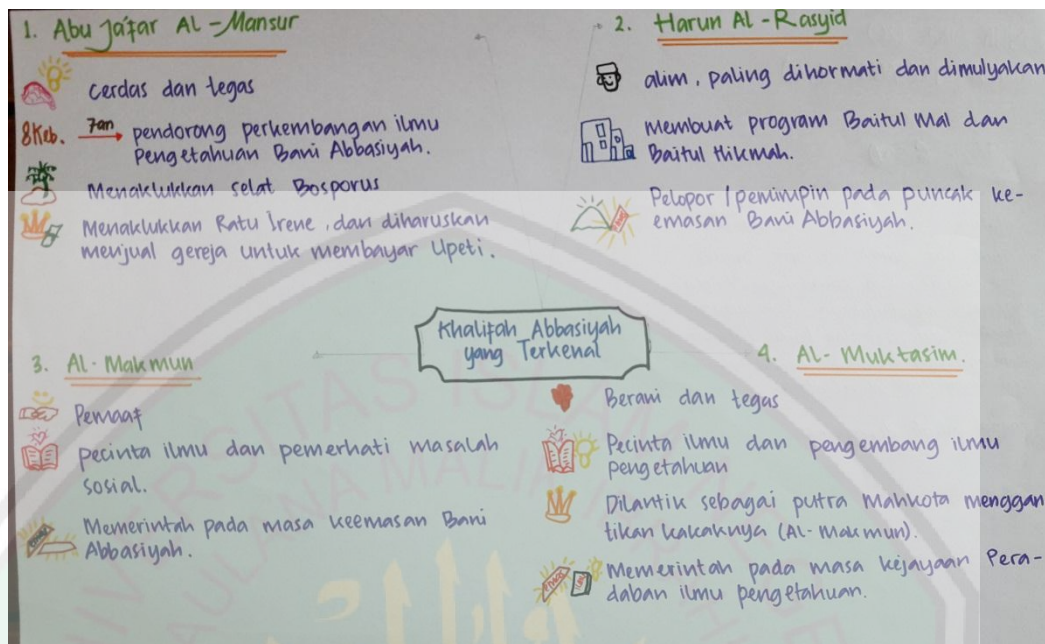 1. Abu Ja'far Al-Mansur
cerdas dan tegas
8Keb. 7an pendorong perkembangan ilmu
Pengetahuan Bani Abbasiyah.
Menaklukkan selat Bosporus
Menaklukkan Ratu Irene, dan diharuskan
menjual gereja untuk membayar Upeti.
2. Harun Al-Rasyid
alim, paling dihormati dan dimulyakan
Membuat program Baitul Mal dan
Baitul Hikmah.
Pelopor/pemimpin pada puncak ke-
emasan Bani Abbasiyah.
Khalifah Abbasiyah
yang Terkenal
3. Al-Makmun
Pemaaf
pecinta ilmu dan pemerhati masalah
sosial.
Memerintah pada masa keemasan Bani
Abbasiyah.
4. AL-Muktasim.
Berani dan tegas
Pecinta ilmu dan pengembang ilmu
pengetahuan
Dilantik sebagai putra Mahkota menggan
tikan kakaknya (Al-Makmun).
Memerintah pada masa kejayaan Pera-
daban ilmu pengetahuan.